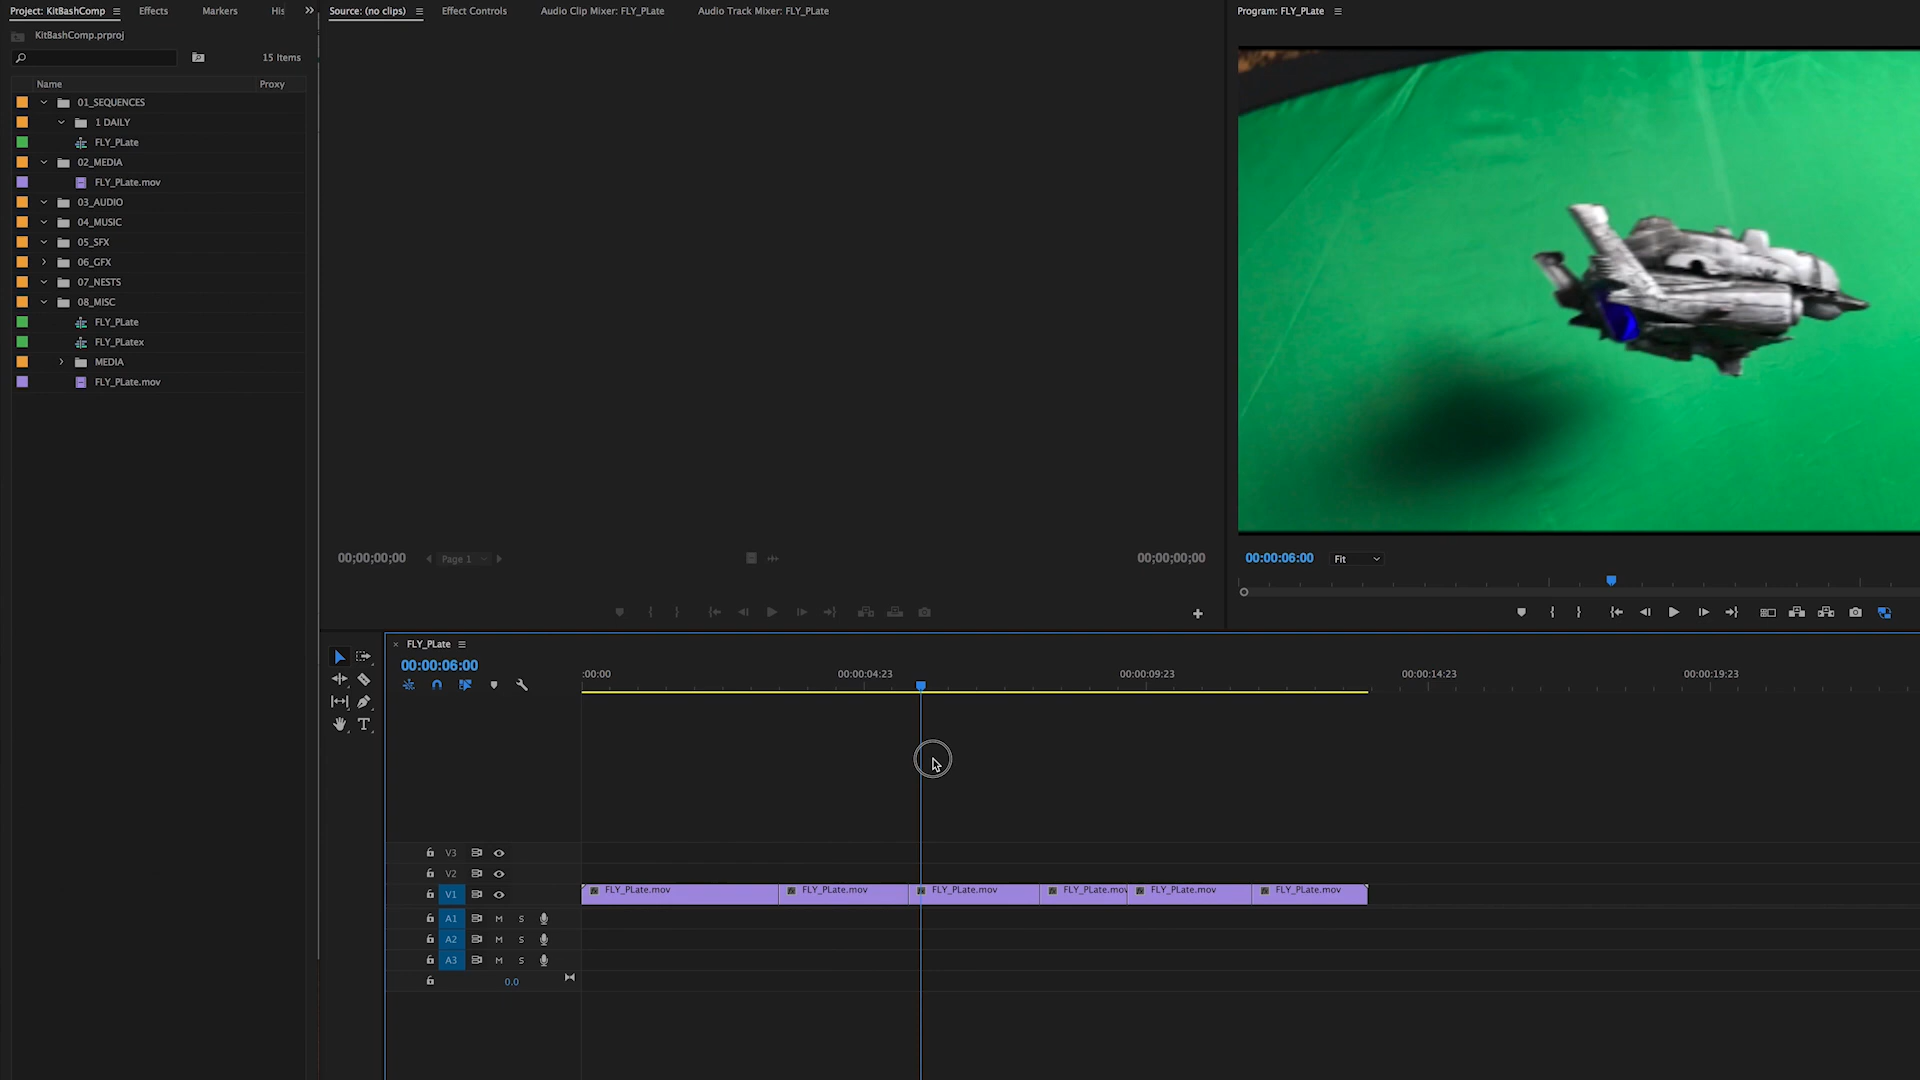 Project: KitBashComp
Effects
Markers
His
KitBashComp.prproj
15 Items
Name
Proxy
01_SEQUENCES
1 DAILY
FLY_PLate
02_MEDIA
FLY_PLate.mov
03_AUDIO
04_MUSIC
05_SFX
06_GFX
07_NESTS
08_MISC
FLY_PLate
FLY_PLatex
MEDIA
FLY_PLate.mov
Source: (no clips)
Effect Controls
Audio Clip Mixer: FLY_PLate
Audio Track Mixer: FLY_PLate
00;00;00;00
Page 1
00;00;00;00
Program: FLY_PLate
00:00:06:00
Fit
FLY_PLate
00:00:06:00
:00:00
00:00:04:23
00:00:09:23
00:00:14:23
00:00:19:23
V3
V2
V1
FLY_PLate.mov
FLY_PLate.mov
FLY_PLate.mov
FLY_PLate.mov
FLY_PLate.mov
FLY_PLate.mov
A1 M S
A2 M S
A3 M S
0.0